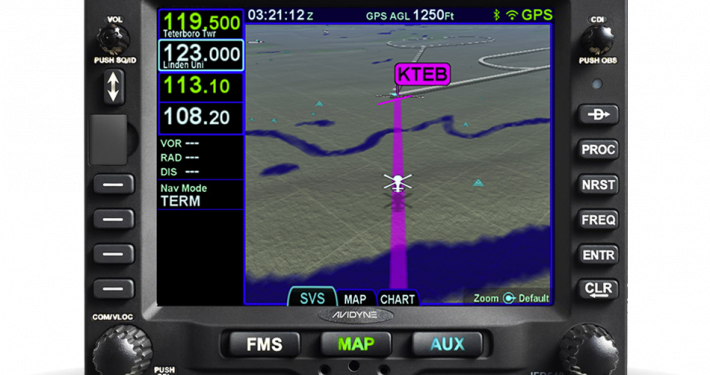 VOL
PUSH SQ/ID
119.500
Teterboro Twr
123.000
Linden Uni
113.10
108.20
VOR ---
RAD ---
DIS ---
Nav Mode
TERM
03:21:12 Z
GPS AGL 1250Ft
GPS
KTEB
SVS
MAP
CHART
Zoom
Default
CDI
PUSH OBS
D
PROC
NRST
FREQ
ENTR
CLR
COM/VLOC
PUSH
AVIDYNE
FMS
MAP
AUX